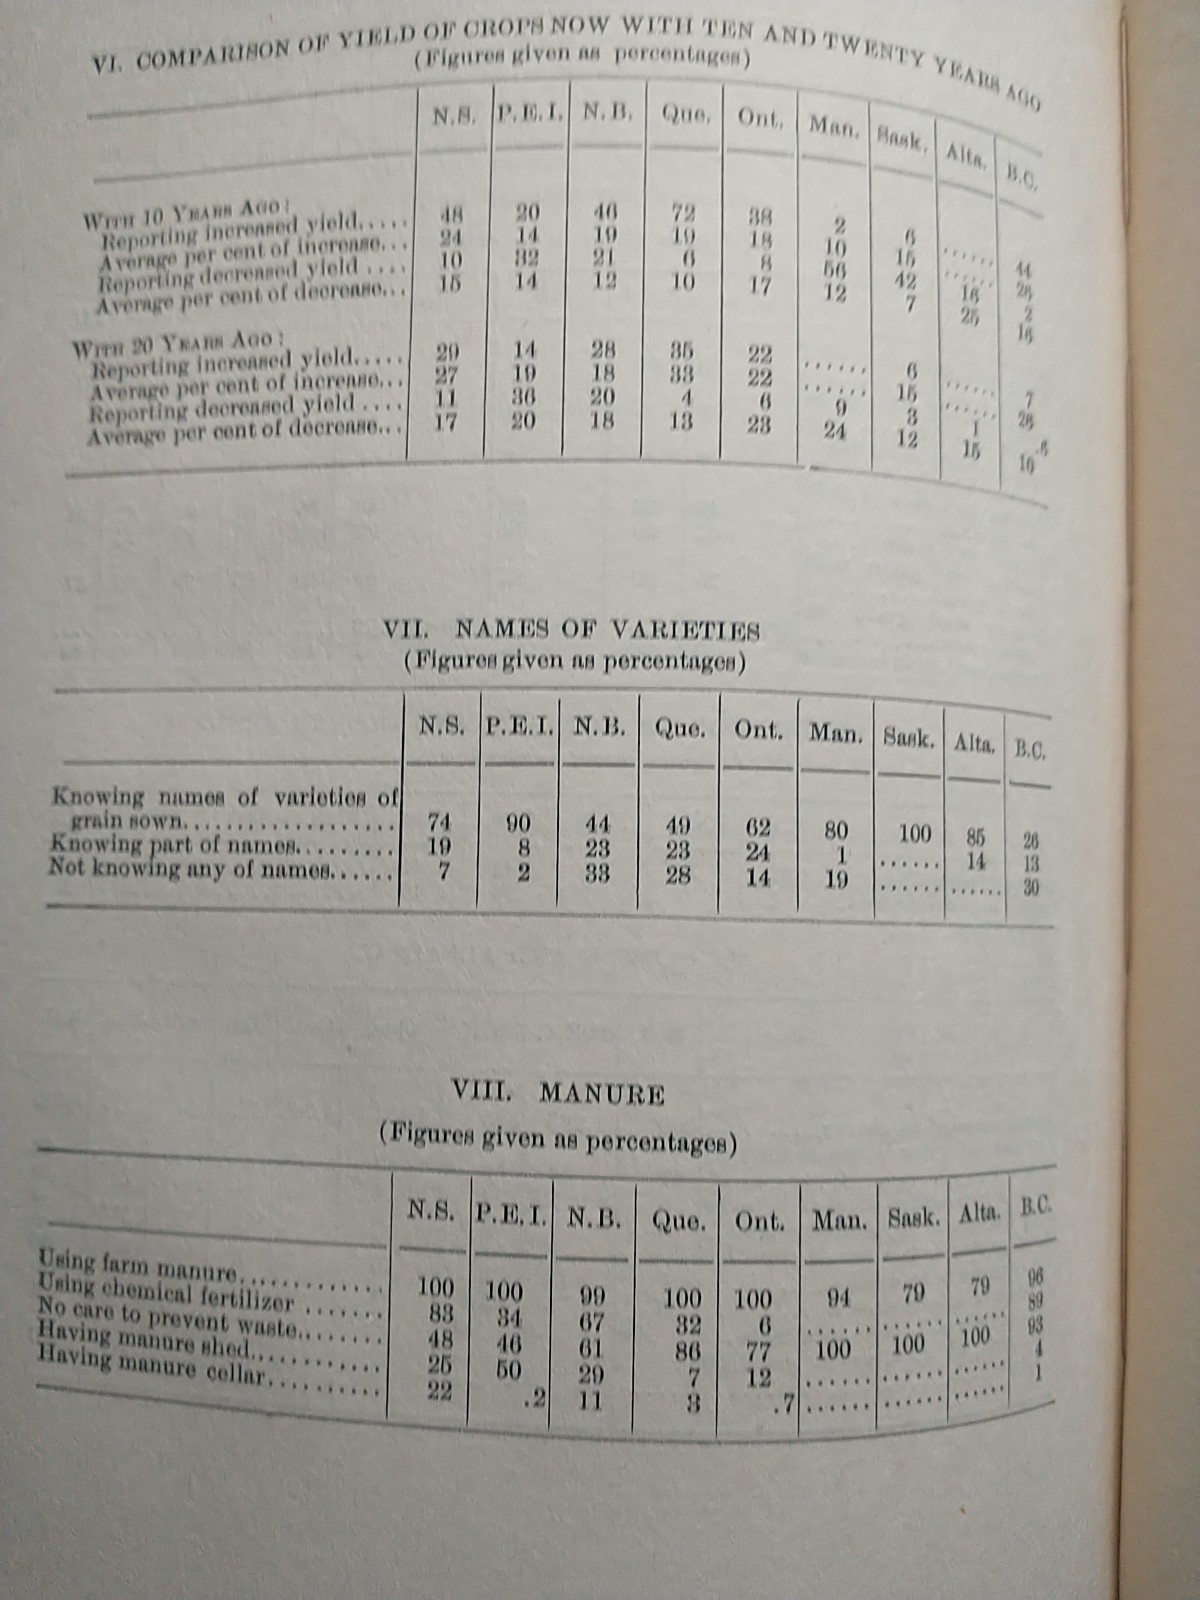 VI. COMPARISON OF YIELD OF CROPS NOW WITH TEN AND TWENTY YEARS AGO
(Figures given as percentages)
N.S. P.E.I. N.B. Que. Ont. Man. Sask. Alta. B.C.
WITH 10 YEARS AGO:
Reporting increased yield..... 48 20 46 72 38 2 6 ...... 44
Average per cent of increase... 24 14 19 19 18 10 15 ...... 28
Reporting decreased yield .... 10 32 21 6 8 56 42 16 2
Average per cent of decrease... 15 14 12 10 17 12 7 25 16
WITH 20 YEARS AGO:
Reporting increased yield..... 29 14 28 35 22 ...... 6 ...... 7
Average per cent of increase... 27 19 18 33 22 ...... 15 ...... 28
Reporting decreased yield .... 11 36 20 4 6 9 3 1 .6
Average per cent of decrease... 17 20 18 13 23 24 12 15 10
VII. NAMES OF VARIETIES
(Figures given as percentages)
N.S. P.E.I. N.B. Que. Ont. Man. Sask. Alta. B.C.
Knowing names of varieties of
grain sown.................. 74 90 44 49 62 80 100 85 26
Knowing part of names......... 19 8 23 23 24 1 ...... 14 13
Not knowing any of names...... 7 2 33 28 14 19 ...... ...... 30
VIII. MANURE
(Figures given as percentages)
N.S. P.E.I. N.B. Que. Ont. Man. Sask. Alta. B.C.
Using farm manure............. 100 100 99 100 100 94 79 79 96
Using chemical fertilizer ....... 83 34 67 32 6 ...... ...... ...... 89
No care to prevent waste........ 48 46 61 86 77 100 100 100 93
Having manure shed............ 25 50 29 7 12 ...... ...... ...... 4
Having manure cellar.......... 22 .2 11 3 .7 ...... ...... ...... 1